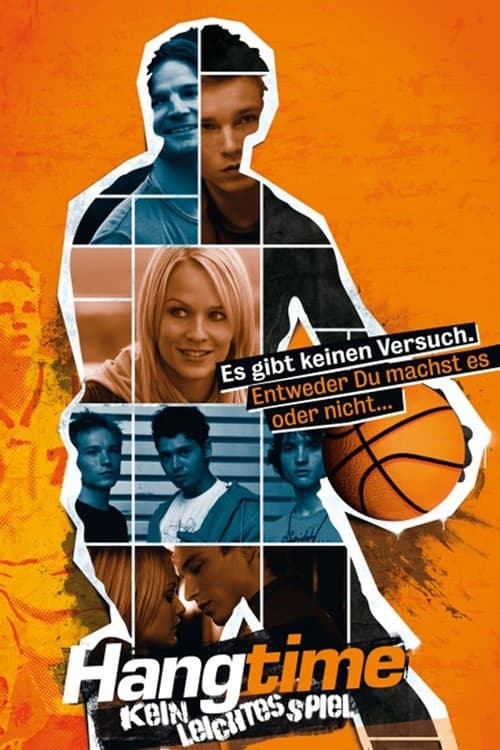 Es gibt keinen Versuch.
Entweder Du machst es
oder nicht...
Hangtime
KEIN
LEICHTES SPIEL